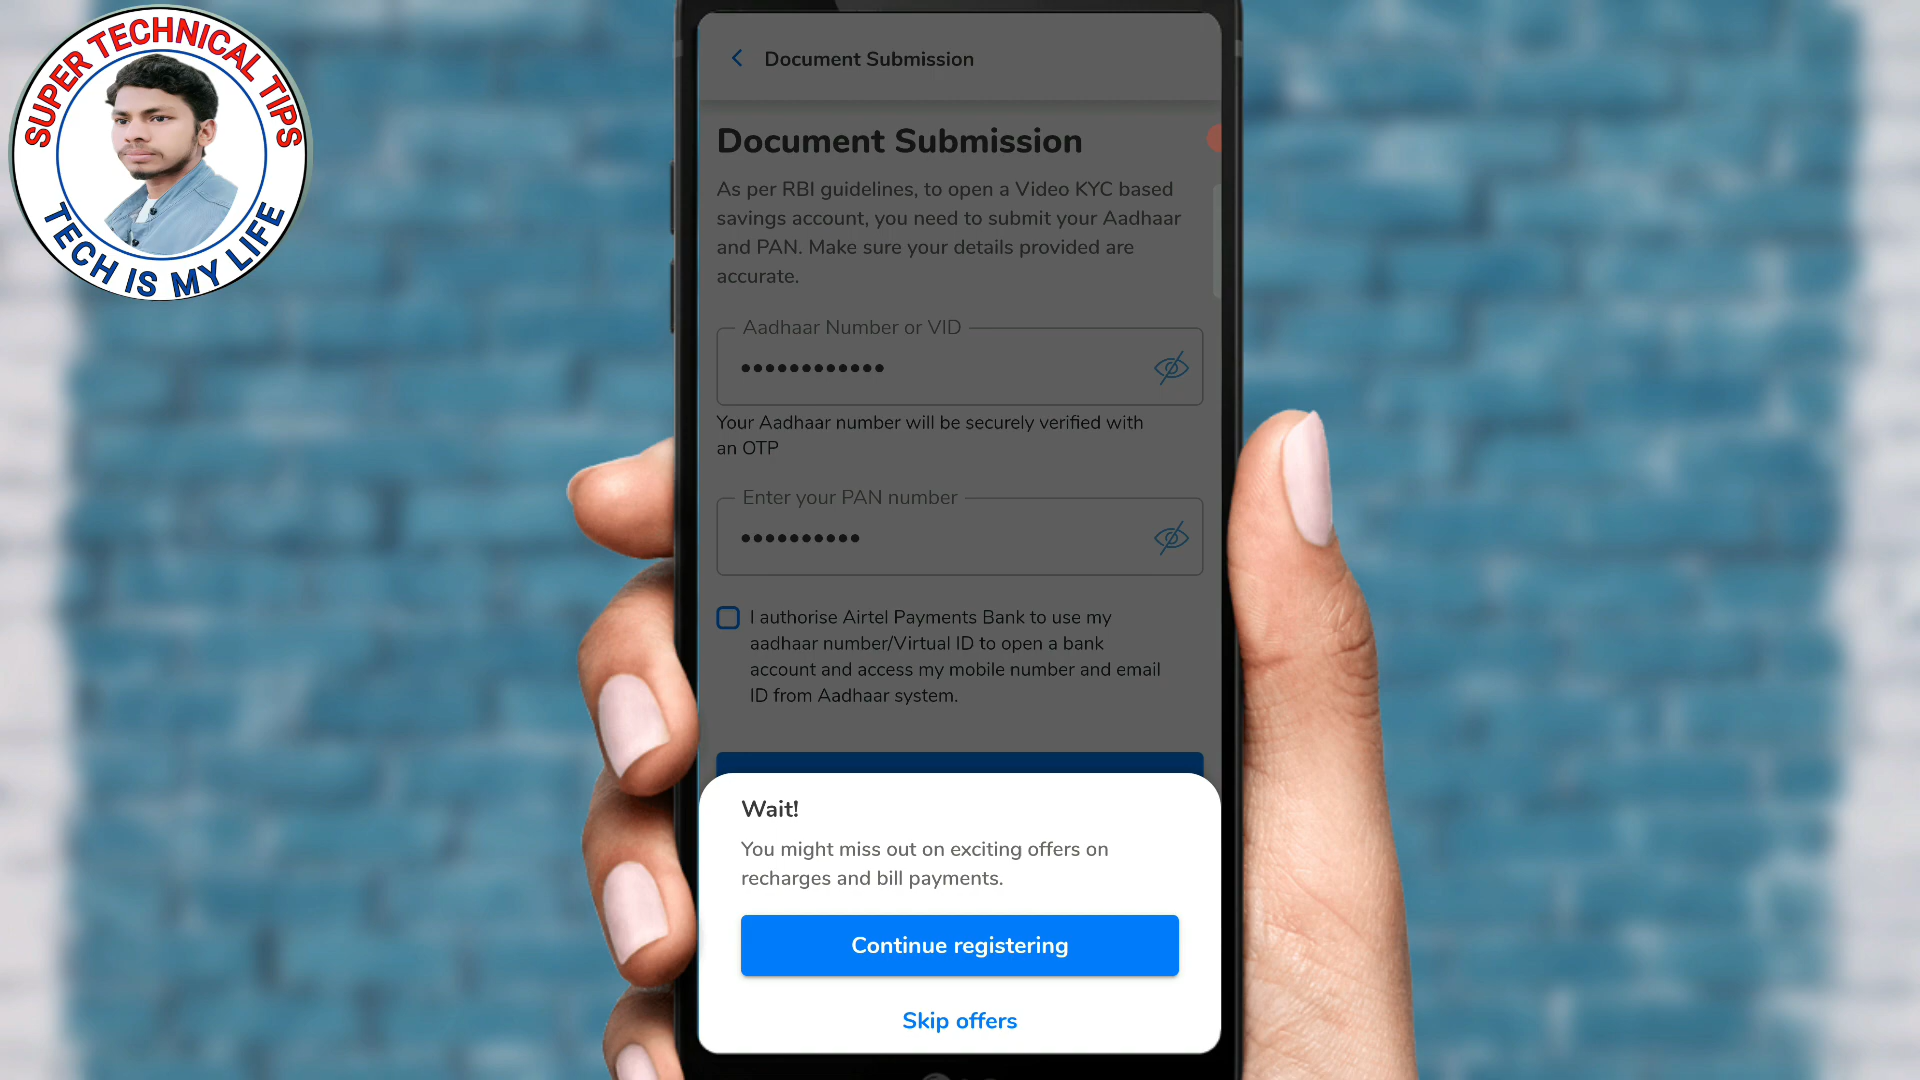 SUPER TECHNICAL TIPS
TECH IS MY LIFE
Document Submission
Document Submission
As per RBI guidelines, to open a Video KYC based
savings account, you need to submit your Aadhaar
and PAN. Make sure your details provided are
accurate.
Aadhaar Number or VID
••••••••••••
Your Aadhaar number will be securely verified with
an OTP
Enter your PAN number
••••••••••
I authorise Airtel Payments Bank to use my
aadhaar number/Virtual ID to open a bank
account and access my mobile number and email
ID from Aadhaar system.
Wait!
You might miss out on exciting offers on
recharges and bill payments.
Continue registering
Skip offers